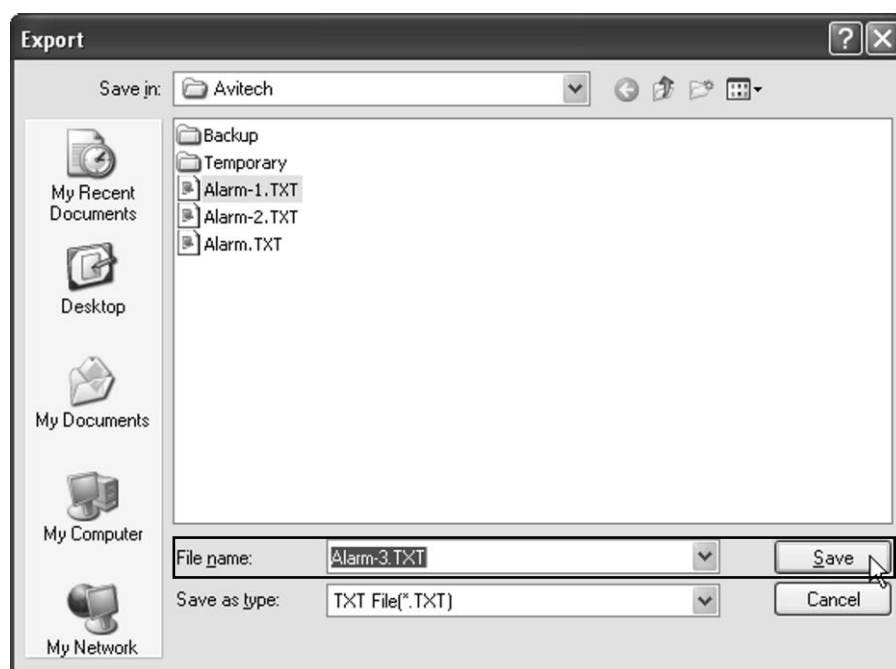 Export
Save in: Avitech
My Recent
Documents
Desktop
My Documents
My Computer
My Network
Backup
Temporary
Alarm-1.TXT
Alarm-2.TXT
Alarm.TXT
File name: Alarm-3.TXT Save
Save as type: TXT File(*.TXT) Cancel